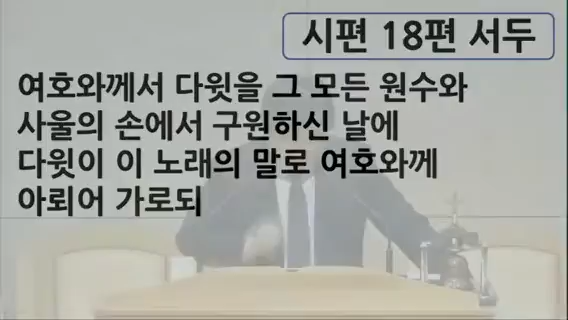 시편 18편 서두
여호와께서 다윗을 그 모든 원수와
사울의 손에서 구원하신 날에
다윗이 이 노래의 말로 여호와께
아뢰어 가로되